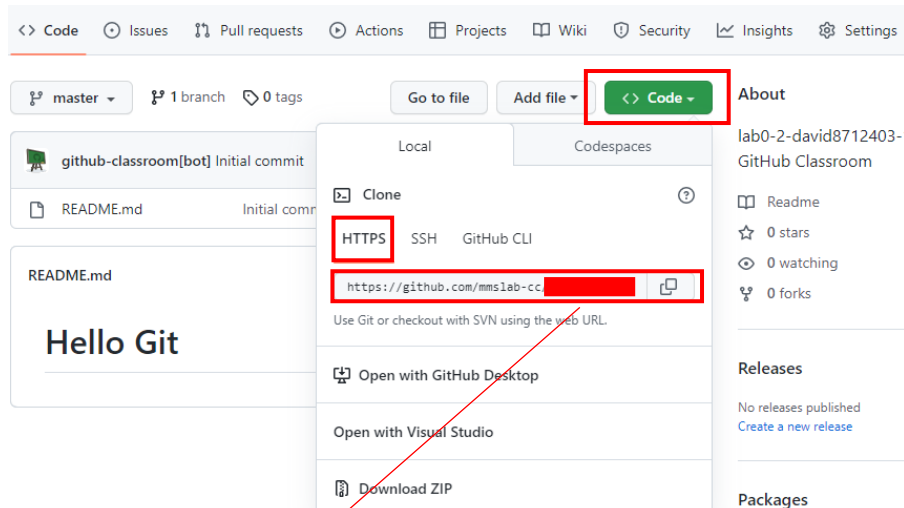 <> Code Issues Pull requests Actions Projects Wiki Security Insights Settings
master 1 branch 0 tags Go to file Add file <> Code
github-classroom[bot] Initial commit
README.md Initial comm
README.md
Hello Git
Local Codespaces
Clone
HTTPS SSH GitHub CLI
https://github.com/mmslab-cc/
Use Git or checkout with SVN using the web URL.
Open with GitHub Desktop
Open with Visual Studio
Download ZIP
About
lab0-2-david8712403-
GitHub Classroom
Readme
0 stars
0 watching
0 forks
Releases
No releases published
Create a new release
Packages